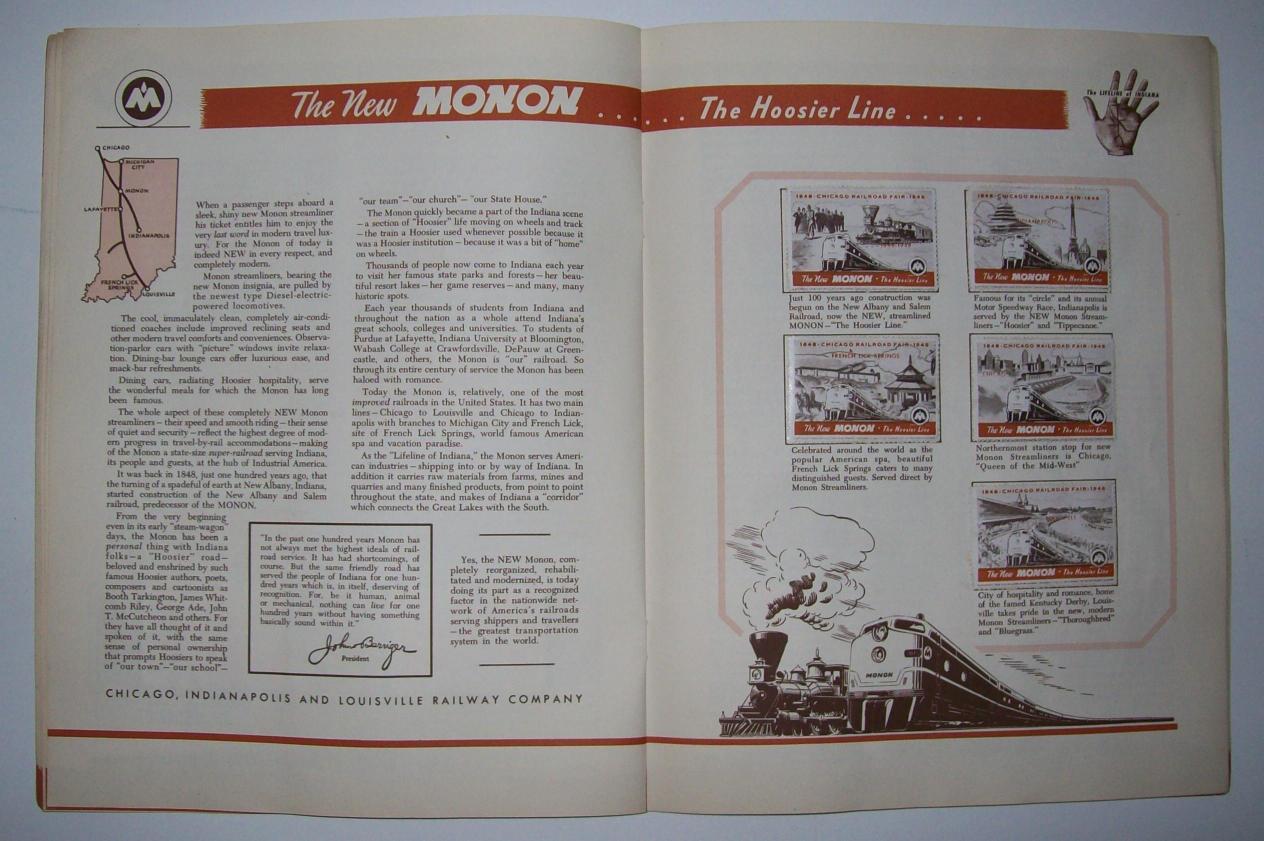 M
The New MONON . . . . . . The Hoosier Line . . . . .
The LIFELINE of INDIANA
CHICAGO
MICHIGAN
CITY
MONON
LAFAYETTE
INDIANAPOLIS
FRENCH LICK
SPRINGS
LOUISVILLE
When a passenger steps aboard a
sleek, shiny new Monon streamliner
his ticket entitles him to enjoy the
very last word in modern travel lux-
ury. For the Monon of today is
indeed NEW in every respect, and
completely modern.
Monon streamliners, bearing the
new Monon insignia, are pulled by
the newest type Diesel-electric-
powered locomotives.
The cool, immaculately clean, completely air-condi-
tioned coaches include improved reclining seats and
other modern travel comforts and conveniences. Observa-
tion-parlor cars with "picture" windows invite relaxa-
tion. Dining-bar lounge cars offer luxurious ease, and
snack-bar refreshments.
Dining cars, radiating Hoosier hospitality, serve
the wonderful meals for which the Monon has long
been famous.
The whole aspect of these completely NEW Monon
streamliners – their speed and smooth riding – their sense
of quiet and security – reflect the highest degree of mod-
ern progress in travel-by-rail accommodations – making
of the Monon a state-size super-railroad serving Indiana,
its people and guests, at the hub of Industrial America.
It was back in 1848, just one hundred years ago, that
the turning of a spadeful of earth at New Albany, Indiana,
started construction of the New Albany and Salem
railroad, predecessor of the MONON.
From the very beginning
even in its early "steam-wagon"
days, the Monon has been a
personal thing with Indiana
folks – a "Hoosier" road –
beloved and enshrined by such
famous Hoosier authors, poets,
composers and cartoonists as
Booth Tarkington, James Whit-
comb Riley, George Ade, John
T. McCutcheon and others. For
they have all thought of it and
spoken of it, with the same
sense of personal ownership
that prompts Hoosiers to speak
of "our town" – "our school" –
"our team" – "our church" – "our State House."
The Monon quickly became a part of the Indiana scene
– a section of "Hoosier" life moving on wheels and track
– the train a Hoosier used whenever possible because it
was a Hoosier institution – because it was a bit of "home"
on wheels.
Thousands of people now come to Indiana each year
to visit her famous state parks and forests – her beau-
tiful resort lakes – her game reserves – and many, many
historic spots.
Each year thousands of students from Indiana and
throughout the nation as a whole attend Indiana's
great schools, colleges and universities. To students of
Purdue at Lafayette, Indiana University at Bloomington,
Wabash College at Crawfordsville, DePauw at Green-
castle, and others, the Monon is "our" railroad. So
through its entire century of service the Monon has been
haloed with romance.
Today the Monon is, relatively, one of the most
improved railroads in the United States. It has two main
lines – Chicago to Louisville and Chicago to Indian-
apolis with branches to Michigan City and French Lick,
site of French Lick Springs, world famous American
spa and vacation paradise.
As the "Lifeline of Indiana," the Monon serves Ameri-
can industries – shipping into or by way of Indiana. In
addition it carries raw materials from farms, mines and
quarries and many finished products, from point to point
throughout the state, and makes of Indiana a "corridor"
which connects the Great Lakes with the South.
"In the past one hundred years Monon has
not always met the highest ideals of rail-
road service. It has had shortcomings, of
course. But the same friendly road has
served the people of Indiana for one hun-
dred years which is, in itself, deserving of
recognition. For, be it human, animal
or mechanical, nothing can live for one
hundred years without having something
basically sound within it."
John Barriger
President
Yes, the NEW Monon, com-
pletely reorganized, rehabili-
tated and modernized, is today
doing its part as a recognized
factor in the nationwide net-
work of America's railroads
serving shippers and travellers
– the greatest transportation
system in the world.
CHICAGO, INDIANAPOLIS AND LOUISVILLE RAILWAY COMPANY
1848 · CHICAGO RAILROAD FAIR · 1948
The New MONON · The Hoosier Line
Just 100 years ago construction was
begun on the New Albany and Salem
Railroad, now the NEW, streamlined
MONON – "The Hoosier Line."
1848 · CHICAGO RAILROAD FAIR · 1948
INDIANAPOLIS
The New MONON · The Hoosier Line
Famous for its "circle" and its annual
Motor Speedway Race, Indianapolis is
served by the NEW Monon Stream-
liners – "Hoosier" and "Tippecanoe."
1848 · CHICAGO RAILROAD FAIR · 1948
FRENCH LICK SPRINGS
The New MONON · The Hoosier Line
Celebrated around the world as the
popular American spa, beautiful
French Lick Springs caters to many
distinguished guests. Served direct by
Monon Streamliners.
1848 · CHICAGO RAILROAD FAIR · 1948
CHICAGO
The New MONON · The Hoosier Line
Northernmost station stop for new
Monon Streamliners is Chicago,
"Queen of the Mid-West"
1848 · CHICAGO RAILROAD FAIR · 1948
The New MONON · The Hoosier Line
City of hospitality and romance, home
of the famed Kentucky Derby, Louis-
ville takes pride in the new, modern
Monon Streamliners – "Thoroughbred"
and "Bluegrass."
MONON